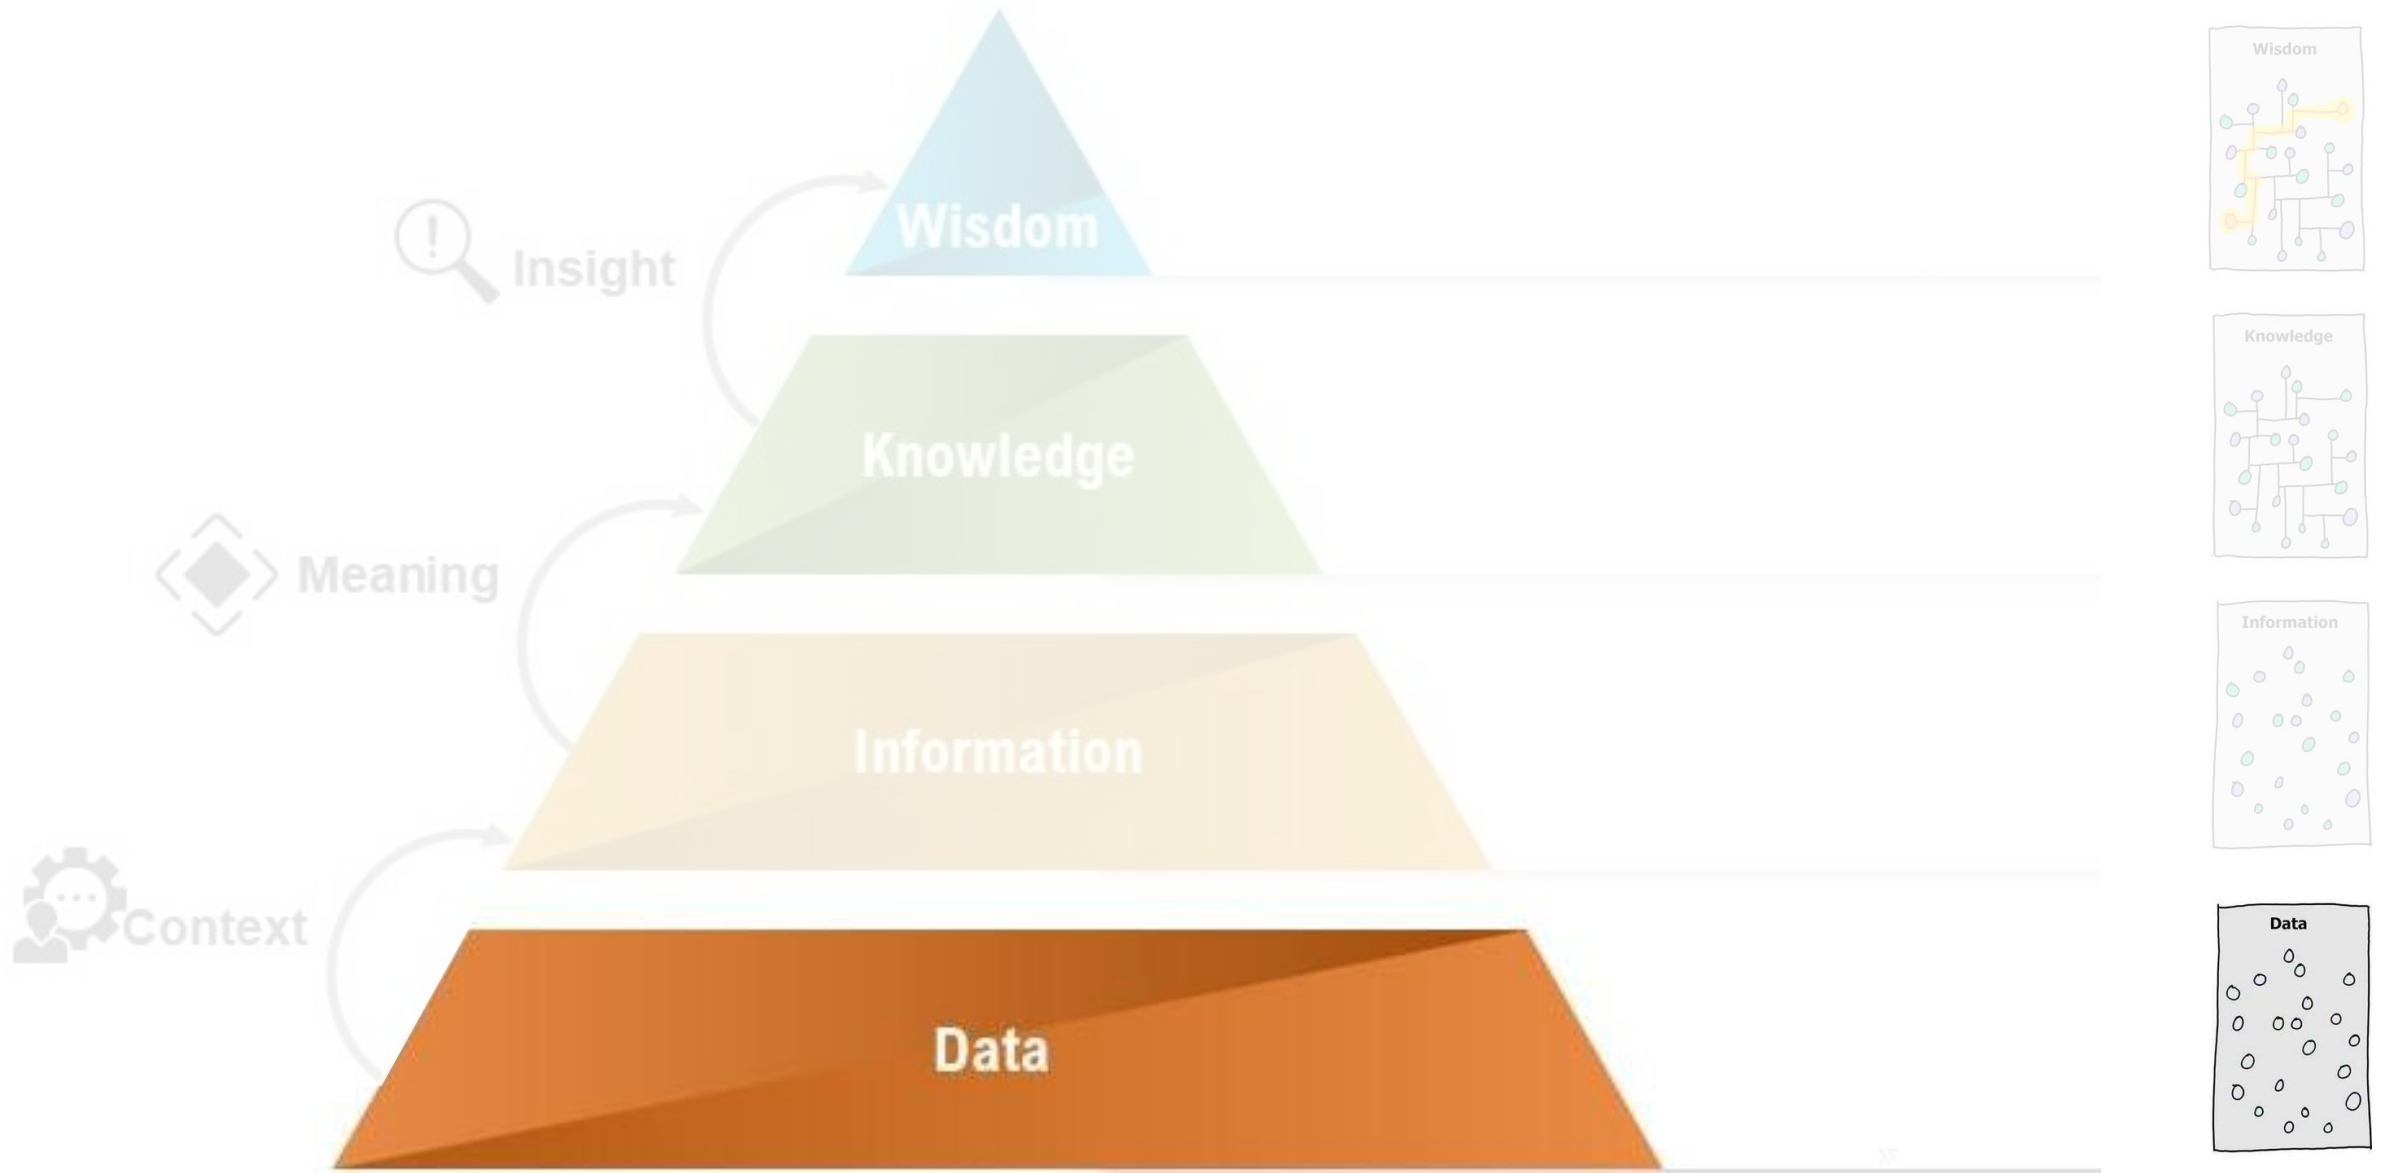 Wisdom
Wisdom
Insight
Knowledge
Knowledge
Meaning
Information
Information
Context
Data
Data